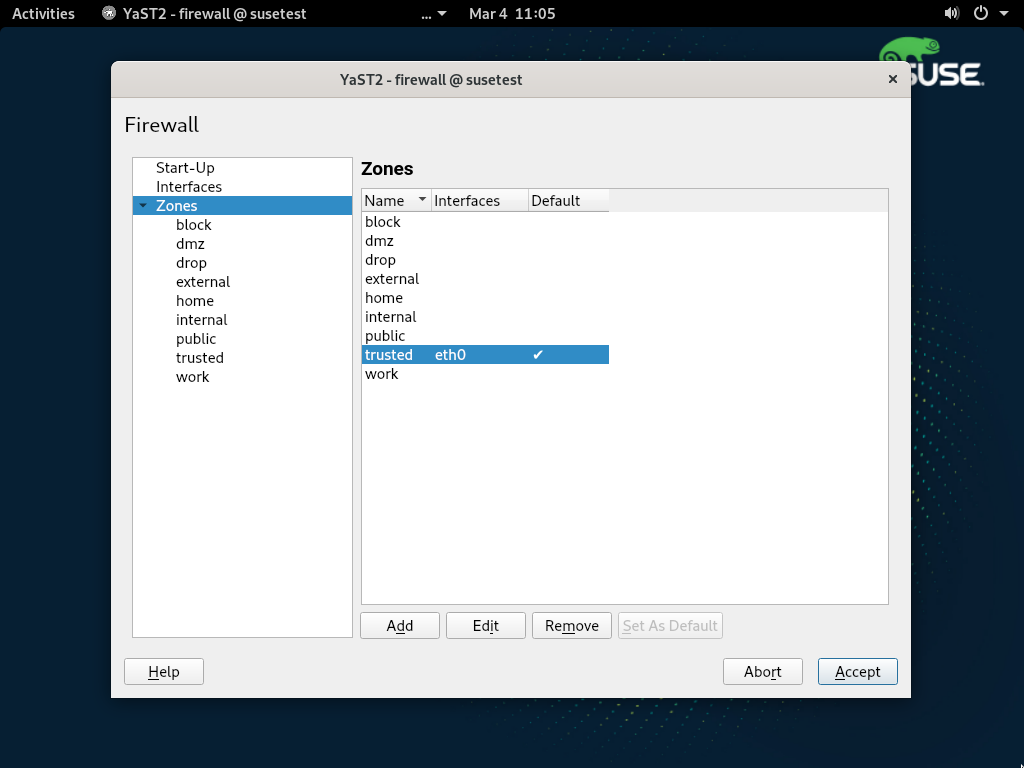 Activities YaST2 - firewall @ susetest ... Mar 4 11:05
SUSE
YaST2 - firewall @ susetest ×
Firewall
Start-Up
Interfaces
Zones
block
dmz
drop
external
home
internal
public
trusted
work
Zones
Name Interfaces Default
block
dmz
drop
external
home
internal
public
trusted eth0 ✔
work
Add Edit Remove Set As Default
Help Abort Accept